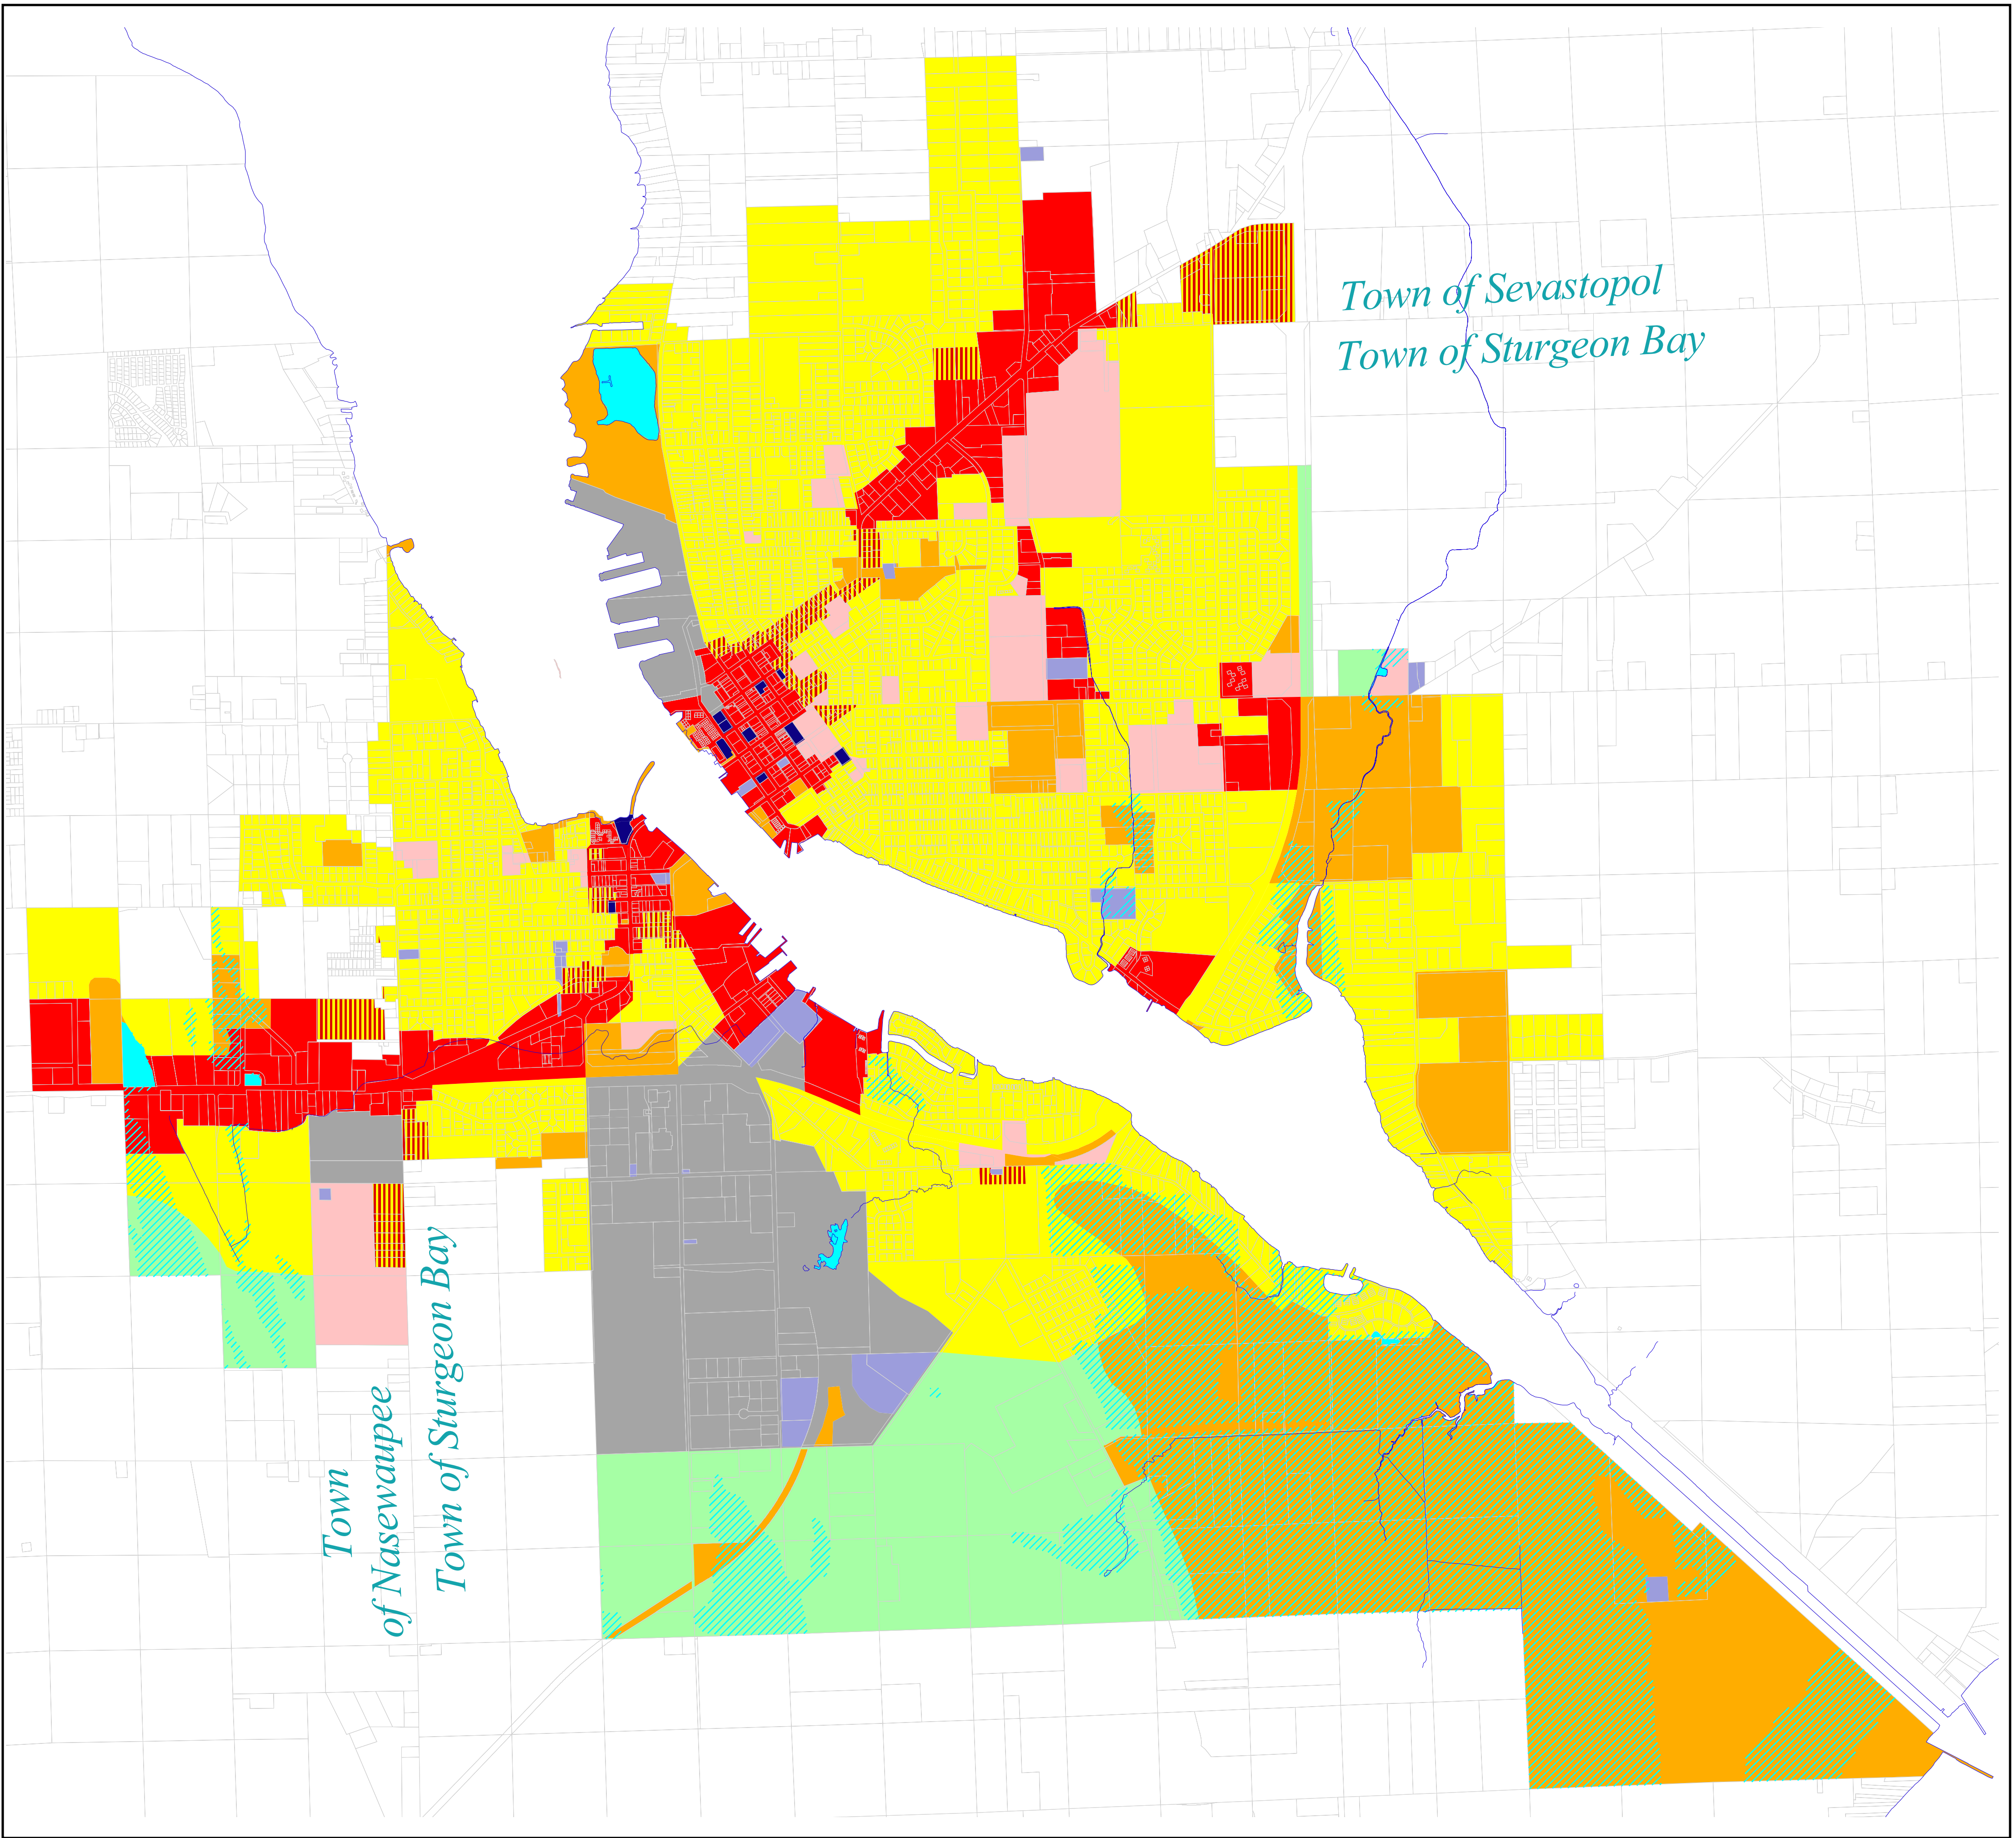 Town of Sevastopol
Town of Sturgeon Bay
Town
of Nasewaupee
Town of Sturgeon Bay